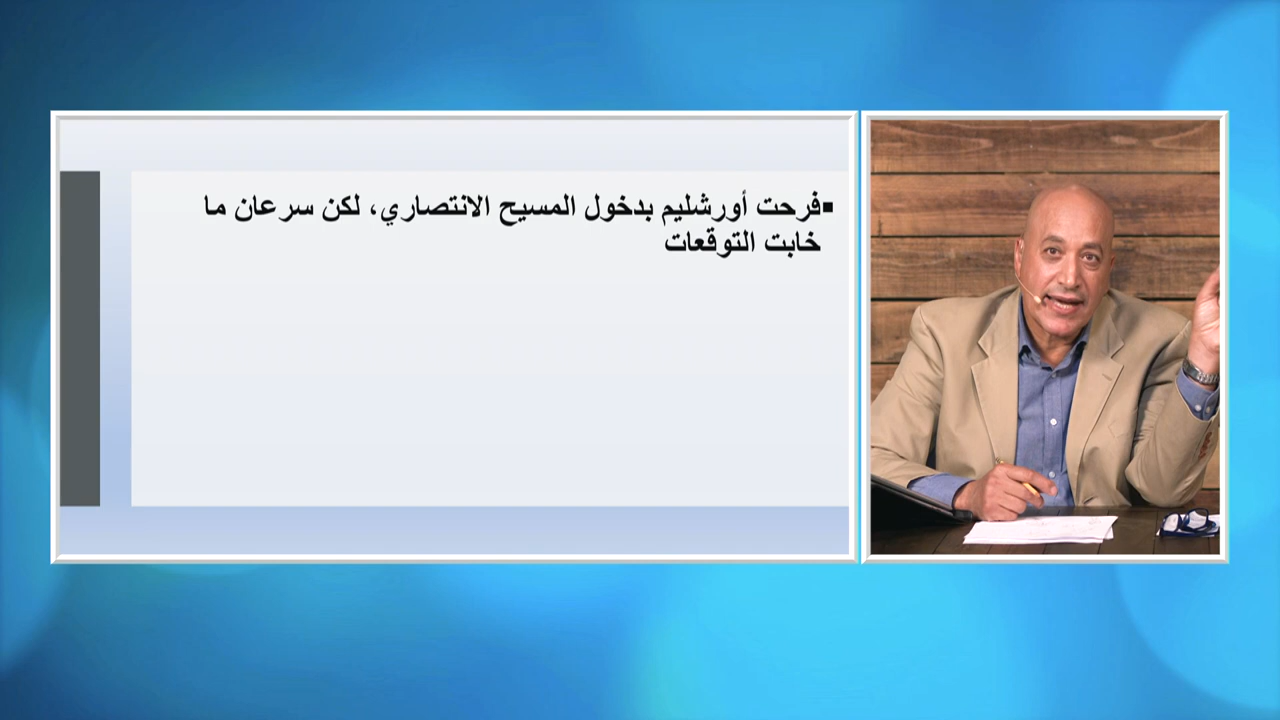 ▪فرحت أورشليم بدخول المسيح الانتصاري، لكن سرعان ما
خابت التوقعات